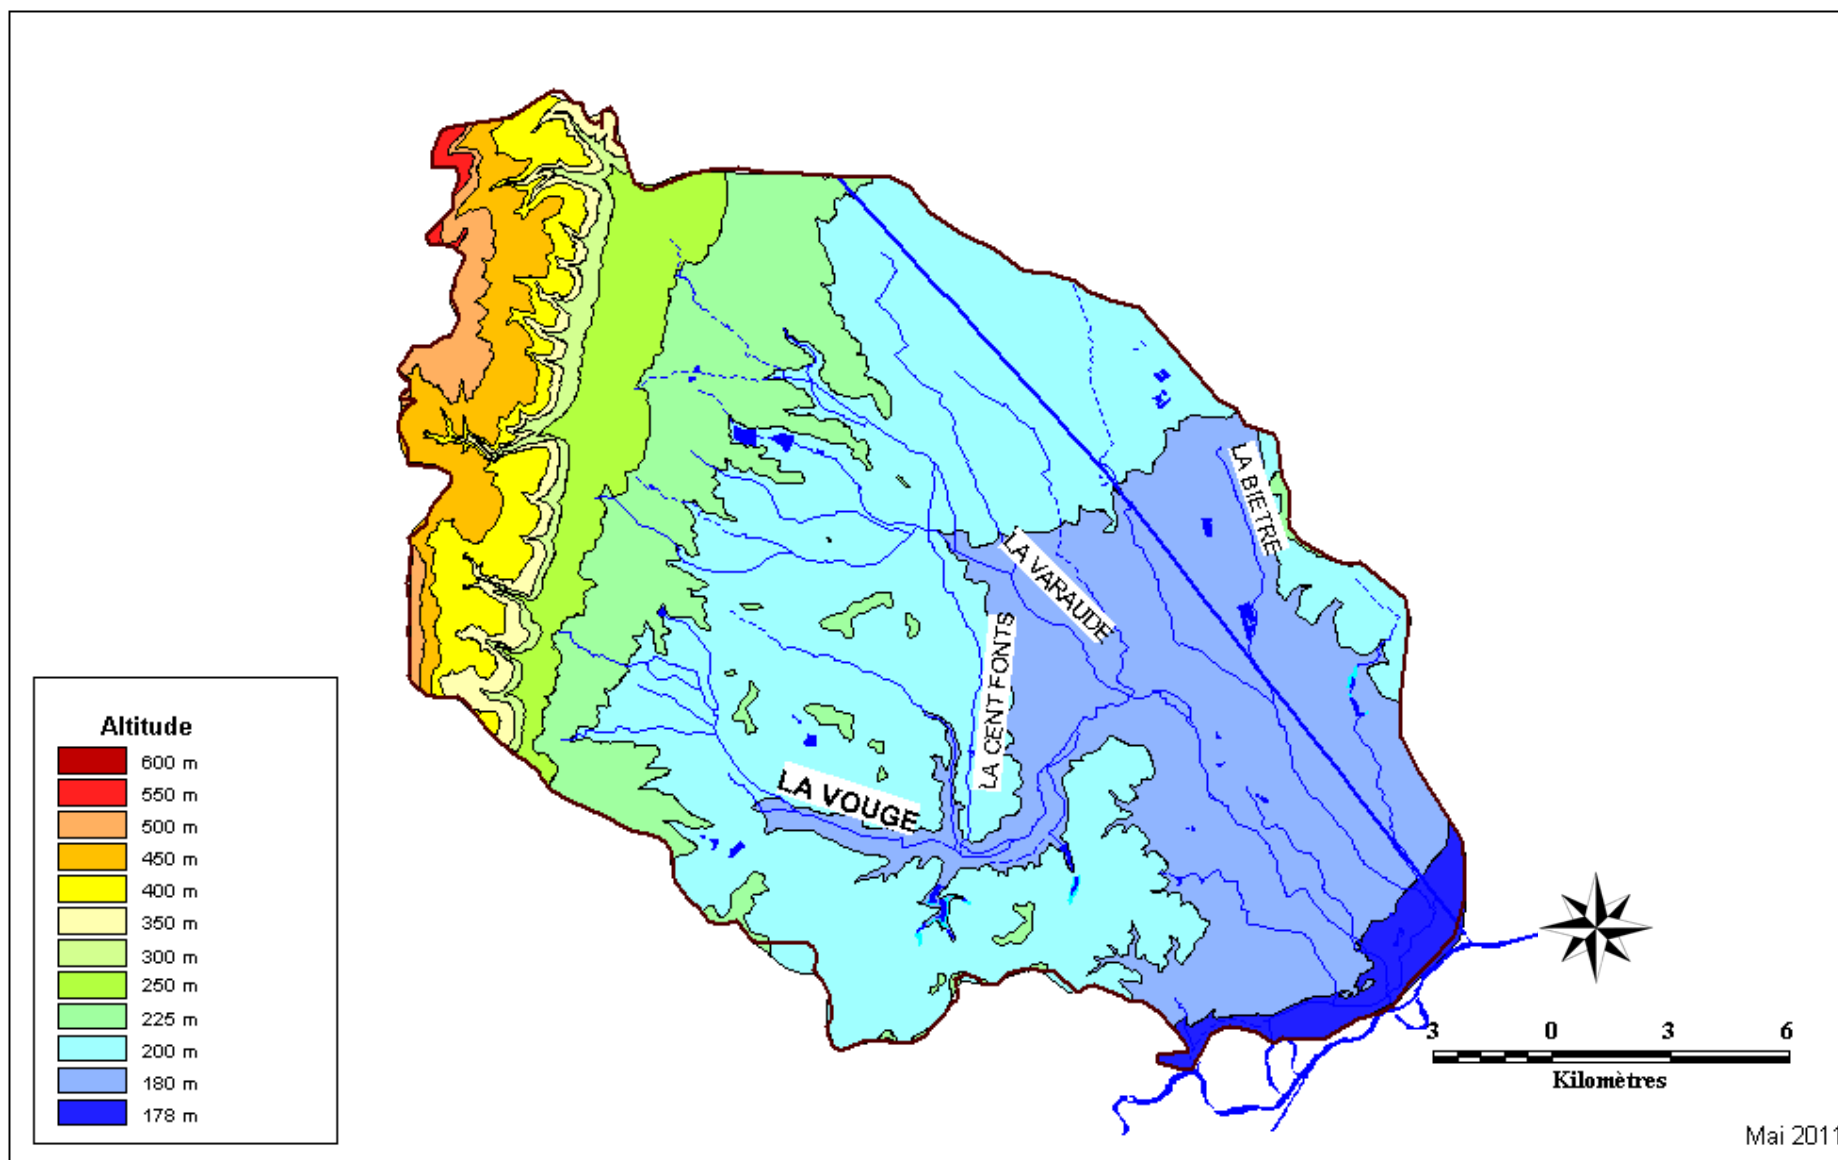 LA BIETRE
LA VARAUDE
LA CENT FONTS
LA VOUGE
Altitude
600 m
550 m
500 m
450 m
400 m
350 m
300 m
250 m
225 m
200 m
180 m
178 m
3 0 3 6
Kilomètres
Mai 2011